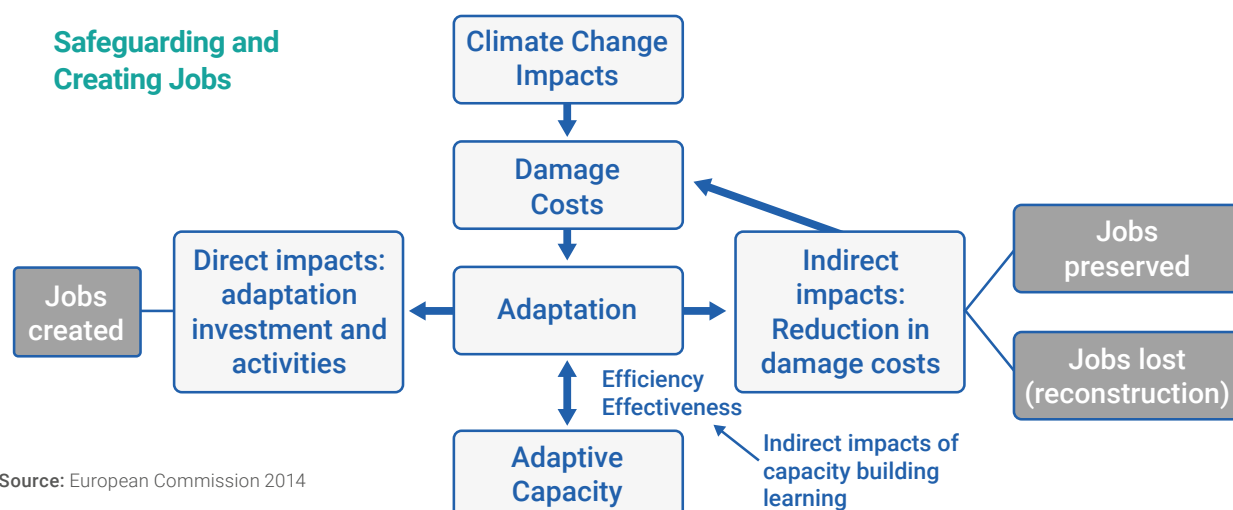 Safeguarding and
Creating Jobs
Climate Change
Impacts
Damage
Costs
Jobs
created
Direct impacts:
adaptation
investment and
activities
Adaptation
Indirect
impacts:
Reduction in
damage costs
Jobs
preserved
Jobs lost
(reconstruction)
Efficiency
Effectiveness
Adaptive
Capacity
Indirect impacts of
capacity building
learning
Source: European Commission 2014